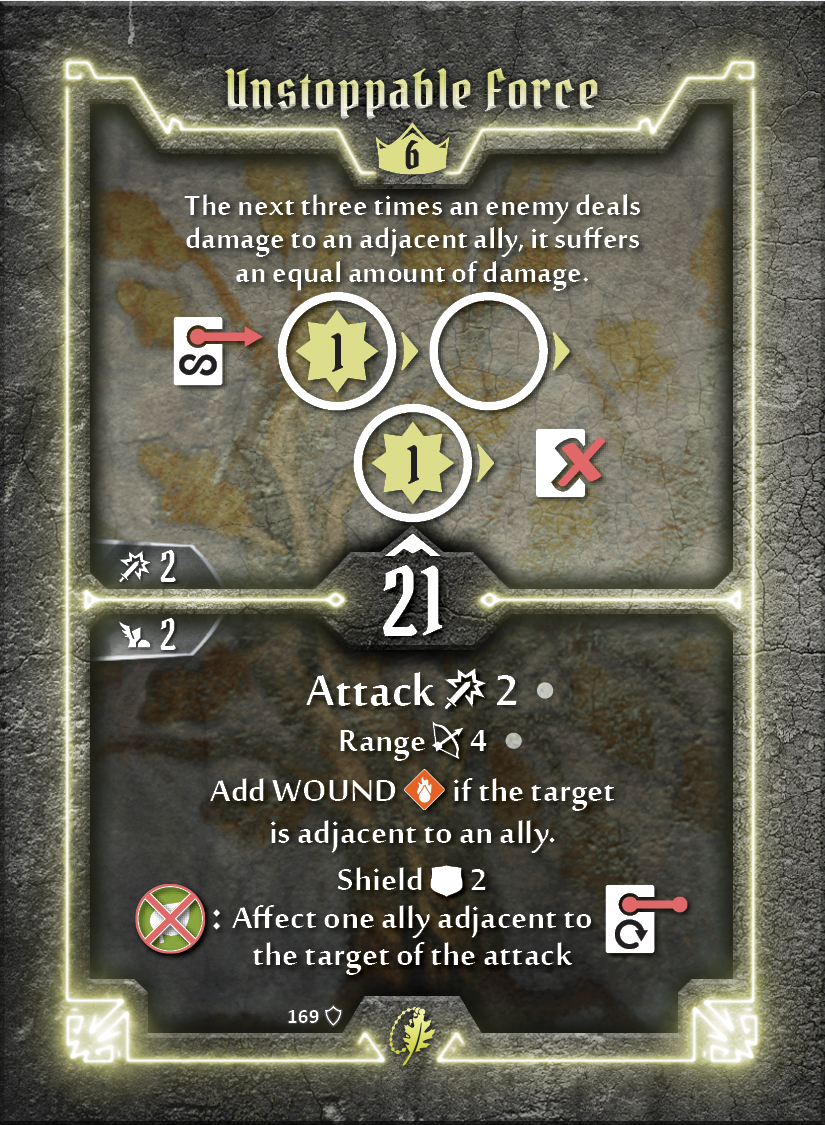 Unstoppable Force
6
The next three times an enemy deals
damage to an adjacent ally, it suffers
an equal amount of damage.
1
1
2
21
2
Attack 2
Range 4
Add WOUND if the target
is adjacent to an ally.
Shield 2
: Affect one ally adjacent to
the target of the attack
169